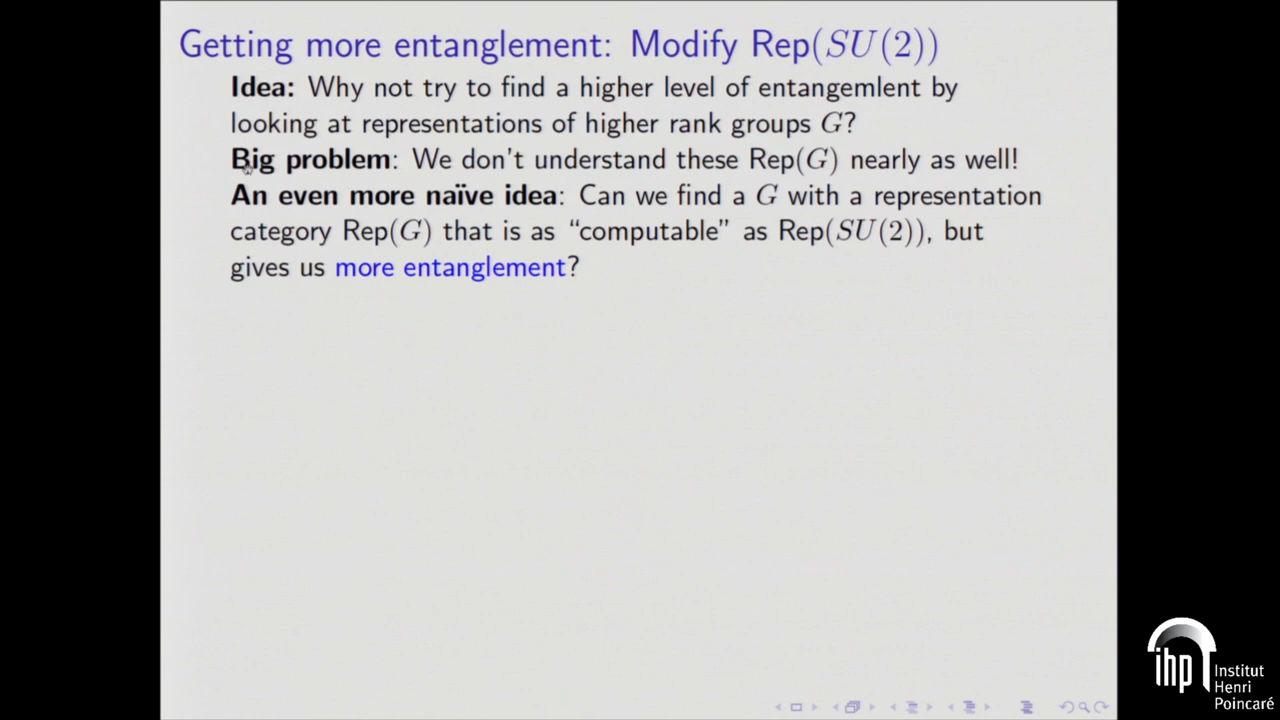 Getting more entanglement: Modify Rep(SU(2))
Idea: Why not try to find a higher level of entangemlent by
looking at representations of higher rank groups G?
Big problem: We don't understand these Rep(G) nearly as well!
An even more naïve idea: Can we find a G with a representation
category Rep(G) that is as “computable” as Rep(SU(2)), but
gives us more entanglement?
ihp
Institut
Henri
Poincaré